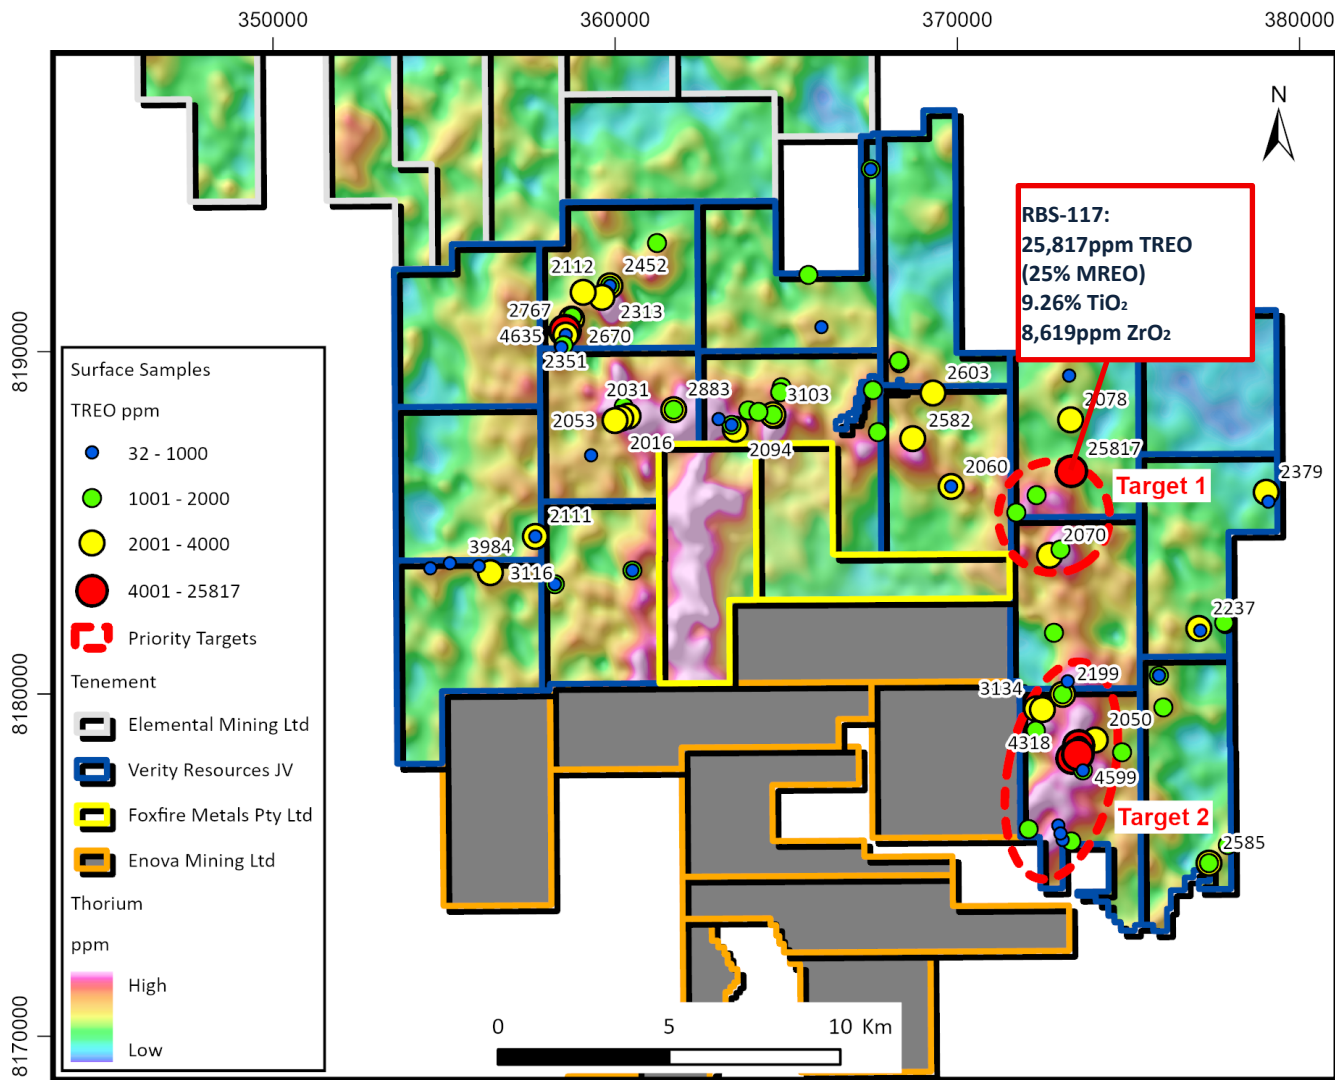 350000
360000
370000
380000
8190000
8180000
8170000
N
RBS-117:
25,817ppm TREO
(25% MREO)
9.26% TiO₂
8,619ppm ZrO₂
2112
2452
2313
2767
4635
2670
2351
2031
2883
3103
2053
2016
2094
2603
2582
2060
2078
25817
Target 1
2379
2111
3984
3116
2070
2237
3134
2199
2050
4318
4599
Target 2
2585
Surface Samples
TREO ppm
32 - 1000
1001 - 2000
2001 - 4000
4001 - 25817
Priority Targets
Tenement
Elemental Mining Ltd
Verity Resources JV
Foxfire Metals Pty Ltd
Enova Mining Ltd
Thorium
ppm
High
Low
0 5 10 Km